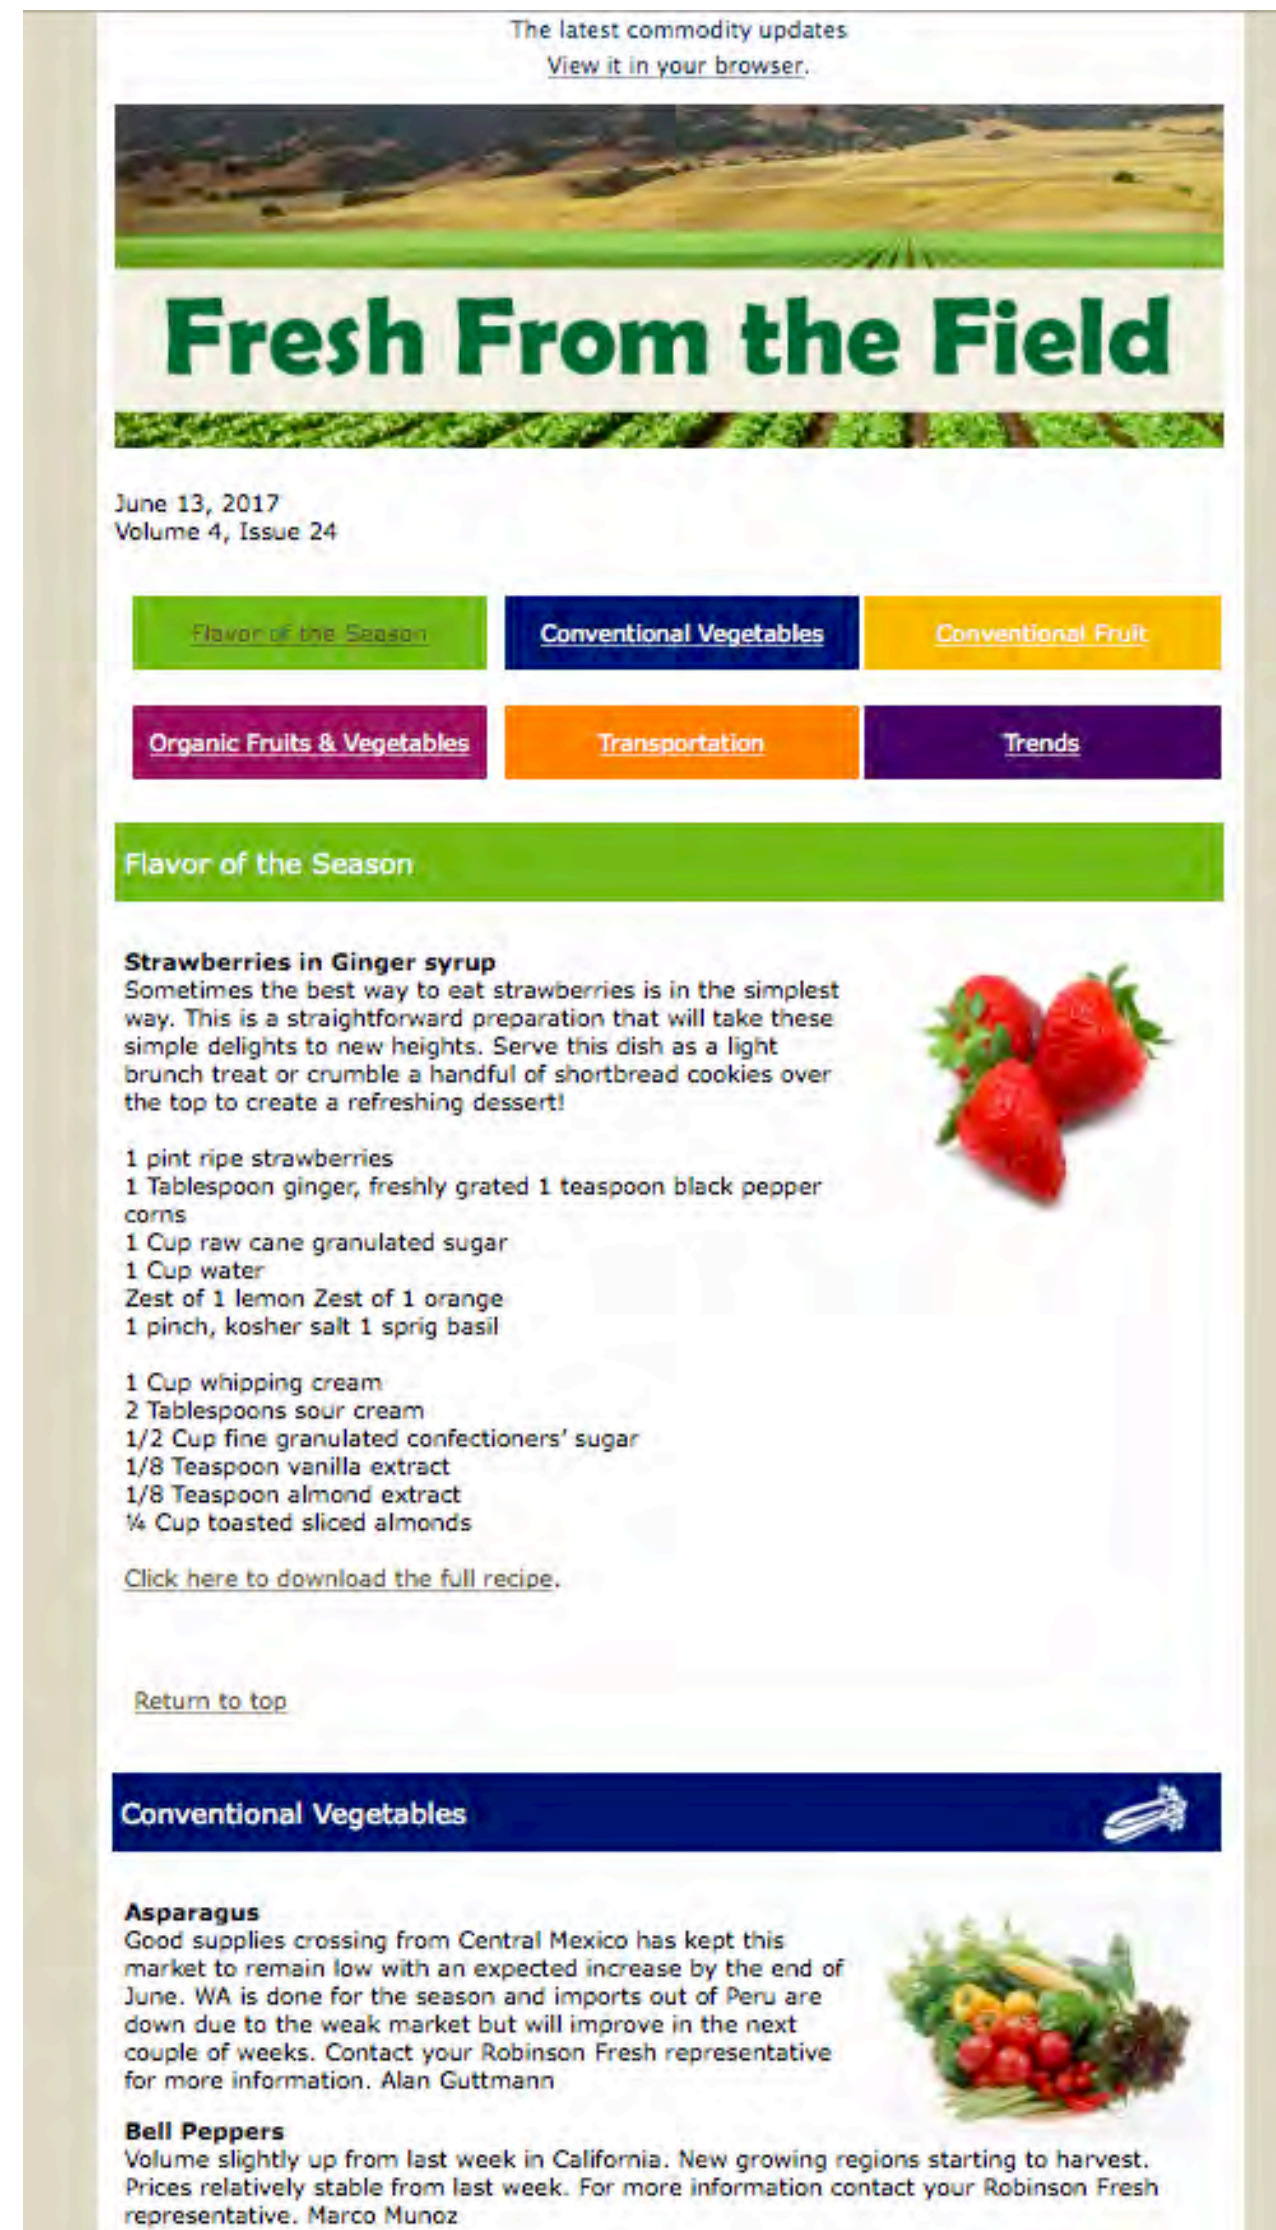 The latest commodity updates
View it in your browser.
Fresh From the Field
June 13, 2017
Volume 4, Issue 24
Flavor of the Season
Conventional Vegetables
Conventional Fruit
Organic Fruits & Vegetables
Transportation
Trends
Flavor of the Season
Strawberries in Ginger syrup
Sometimes the best way to eat strawberries is in the simplest
way. This is a straightforward preparation that will take these
simple delights to new heights. Serve this dish as a light
brunch treat or crumble a handful of shortbread cookies over
the top to create a refreshing dessert!
1 pint ripe strawberries
1 Tablespoon ginger, freshly grated 1 teaspoon black pepper
corns
1 Cup raw cane granulated sugar
1 Cup water
Zest of 1 lemon Zest of 1 orange
1 pinch, kosher salt 1 sprig basil
1 Cup whipping cream
2 Tablespoons sour cream
1/2 Cup fine granulated confectioners’ sugar
1/8 Teaspoon vanilla extract
1/8 Teaspoon almond extract
¼ Cup toasted sliced almonds
Click here to download the full recipe.
Return to top
Conventional Vegetables
Asparagus
Good supplies crossing from Central Mexico has kept this
market to remain low with an expected increase by the end of
June. WA is done for the season and imports out of Peru are
down due to the weak market but will improve in the next
couple of weeks. Contact your Robinson Fresh representative
for more information. Alan Guttmann
Bell Peppers
Volume slightly up from last week in California. New growing regions starting to harvest.
Prices relatively stable from last week. For more information contact your Robinson Fresh
representative. Marco Munoz